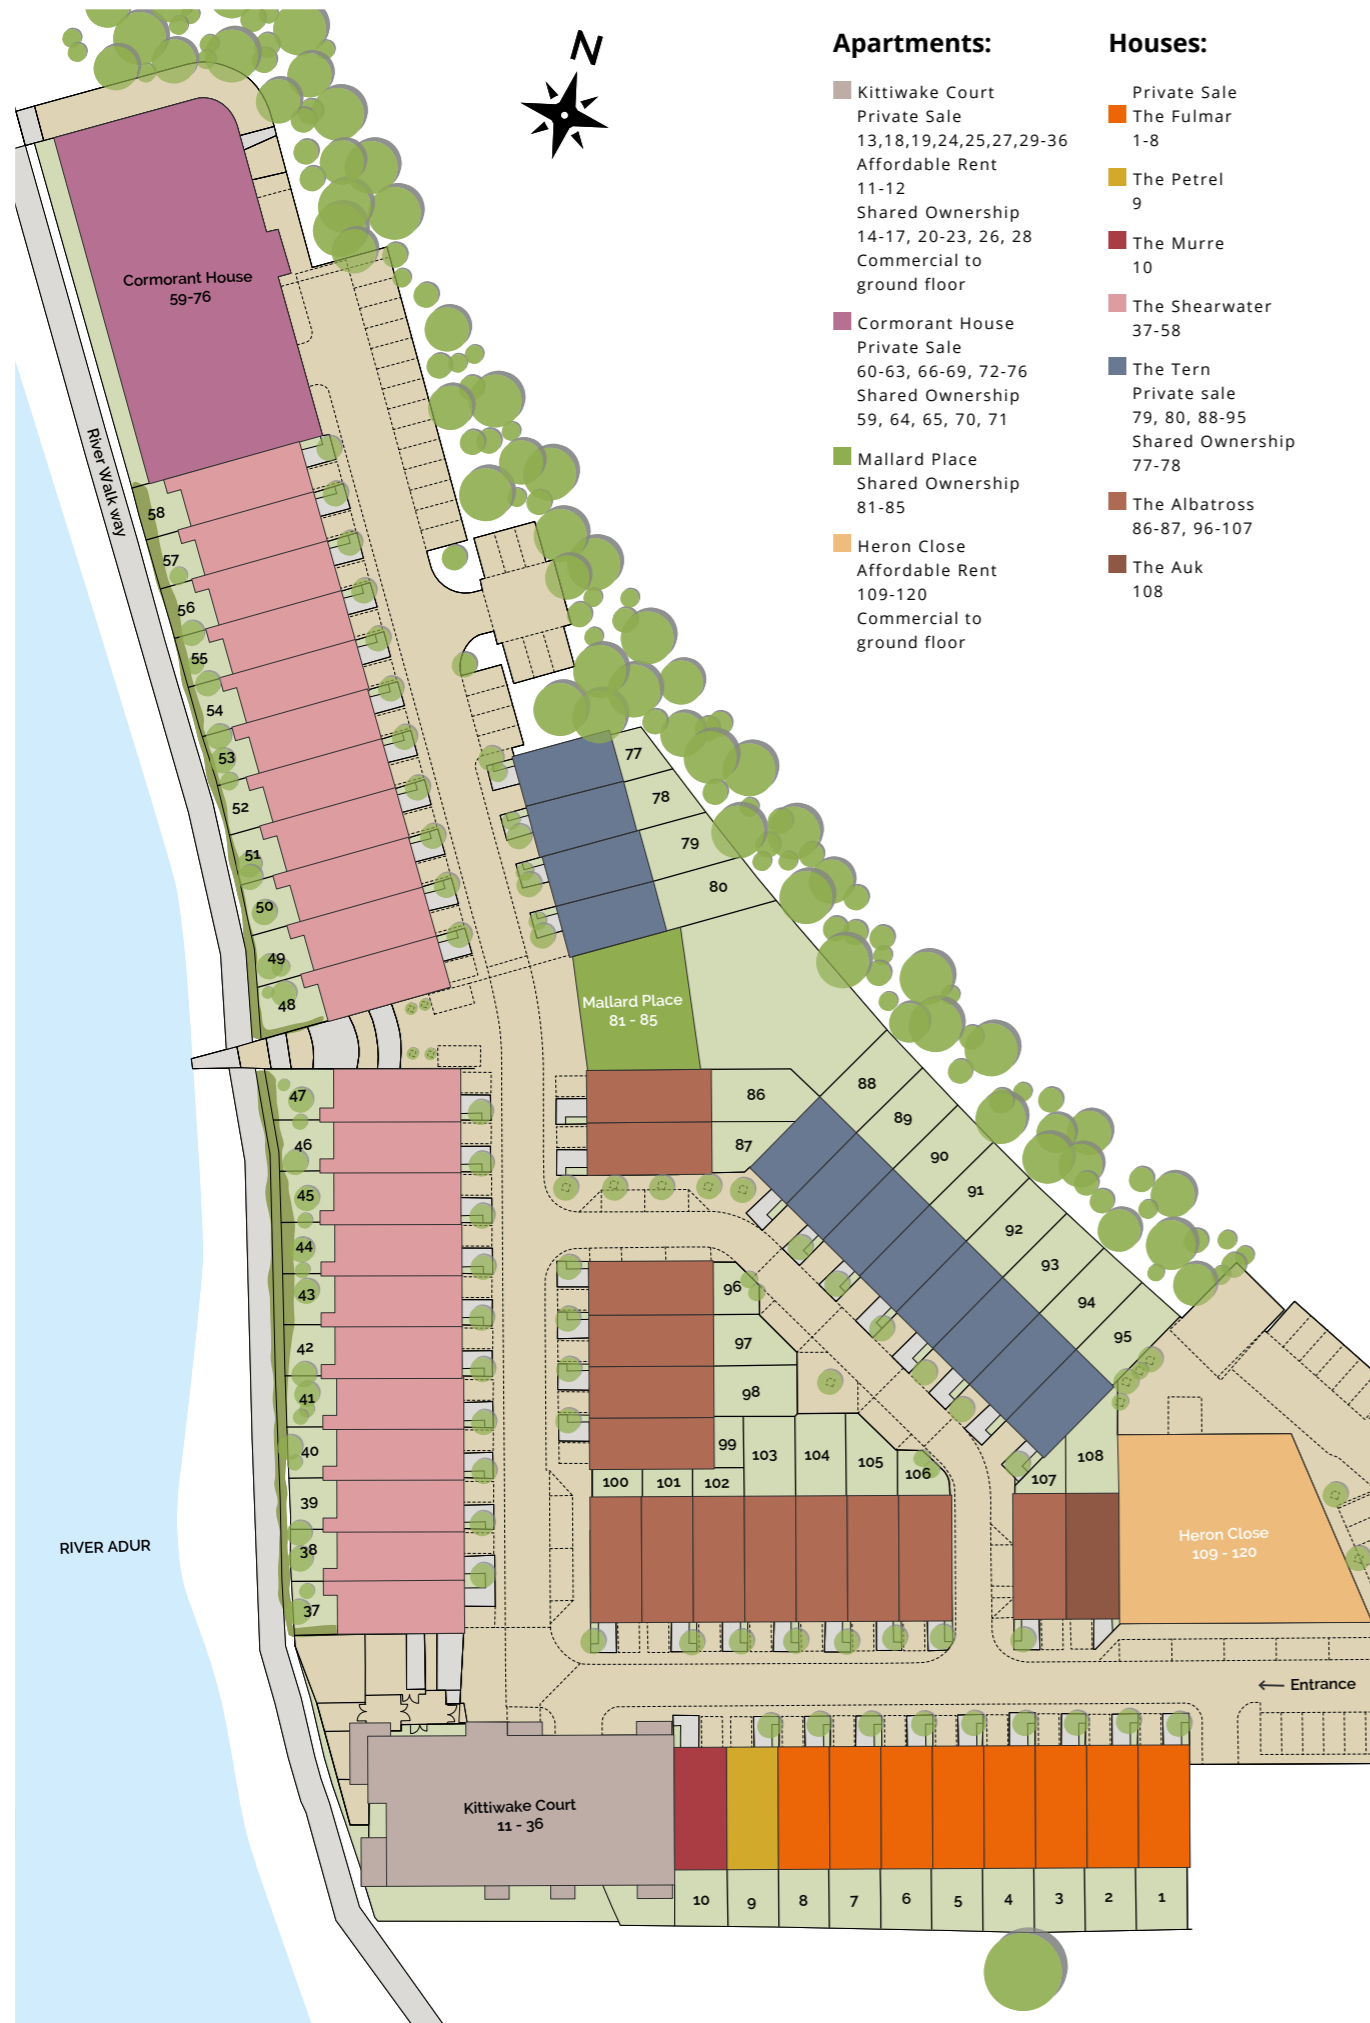 N
Apartments:
Kittiwake Court
Private Sale
13,18,19,24,25,27,29-36
Affordable Rent
11-12
Shared Ownership
14-17, 20-23, 26, 28
Commercial to
ground floor
Cormorant House
Private Sale
60-63, 66-69, 72-76
Shared Ownership
59, 64, 65, 70, 71
Mallard Place
Shared Ownership
81-85
Heron Close
Affordable Rent
109-120
Commercial to
ground floor
Houses:
Private Sale
The Fulmar
1-8
The Petrel
9
The Murre
10
The Shearwater
37-58
The Tern
Private sale
79, 80, 88-95
Shared Ownership
77-78
The Albatross
86-87, 96-107
The Auk
108
Cormorant House
59-76
River Walk way
58
57
56
55
54
53
52
51
50
49
48
77
78
79
80
Mallard Place
81 - 85
47
46
45
44
43
42
41
40
39
38
37
86
87
88
89
90
91
92
93
94
95
96
97
98
99
100
101
102
103
104
105
106
107
108
RIVER ADUR
Heron Close
109 - 120
← Entrance
Kittiwake Court
11 - 36
10
9
8
7
6
5
4
3
2
1